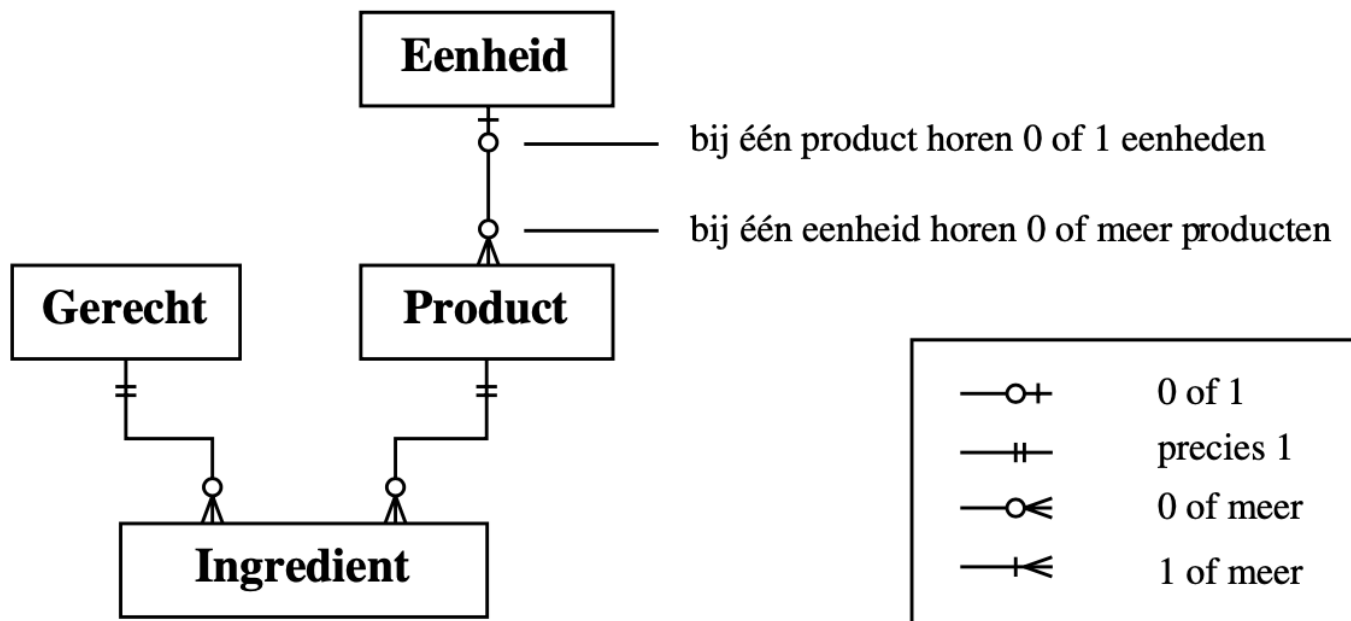 Eenheid
bij één product horen 0 of 1 eenheden
bij één eenheid horen 0 of meer producten
Gerecht
Product
Ingredient
0 of 1
precies 1
0 of meer
1 of meer